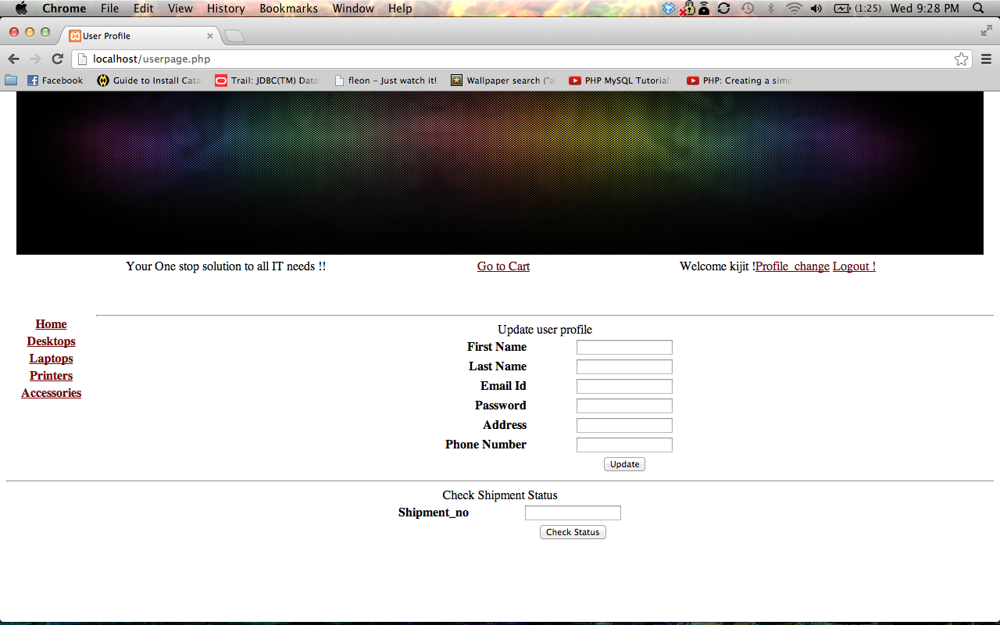 Chrome File Edit View History Bookmarks Window Help (1:25) Wed 9:28 PM
User Profile
localhost/userpage.php
Facebook Guide to Install Cata Trail: JDBC(TM) Data fleon – Just watch it! Wallpaper search ("a PHP MySQL Tutorial: PHP: Creating a simp
Your One stop solution to all IT needs !! Go to Cart Welcome kijit !Profile_change Logout !
Home
Desktops
Laptops
Printers
Accessories
Update user profile
First Name
Last Name
Email Id
Password
Address
Phone Number
Update
Check Shipment Status
Shipment_no
Check Status